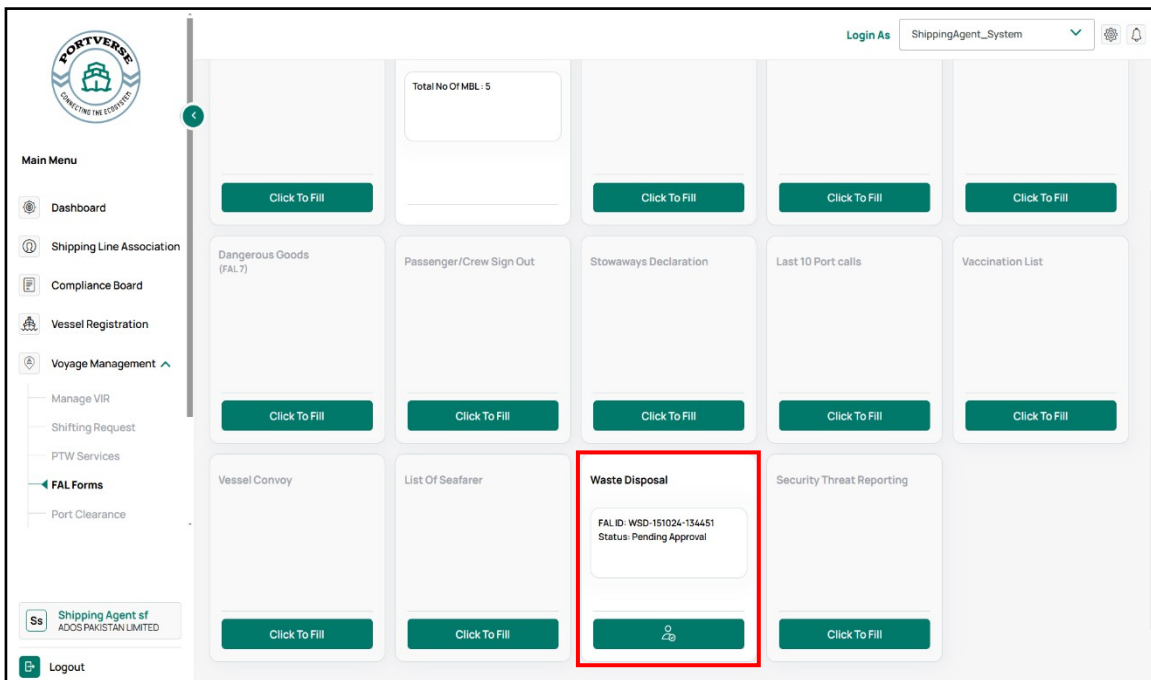 PORTVERSE
CONNECTING THE ECOSYSTEM
Login As
ShippingAgent_System
Main Menu
Dashboard
Shipping Line Association
Compliance Board
Vessel Registration
Voyage Management
Manage VIR
Shifting Request
PTW Services
FAL Forms
Port Clearance
Ss
Shipping Agent sf
ADOS PAKISTAN LIMITED
Logout
Total No Of MBL : 5
Click To Fill
Click To Fill
Click To Fill
Click To Fill
Dangerous Goods
(FAL 7)
Passenger/Crew Sign Out
Stowaways Declaration
Last 10 Port calls
Vaccination List
Click To Fill
Click To Fill
Click To Fill
Click To Fill
Click To Fill
Vessel Convoy
List Of Seafarer
Waste Disposal
Security Threat Reporting
FAL ID: WSD-151024-134451
Status: Pending Approval
Click To Fill
Click To Fill
Click To Fill